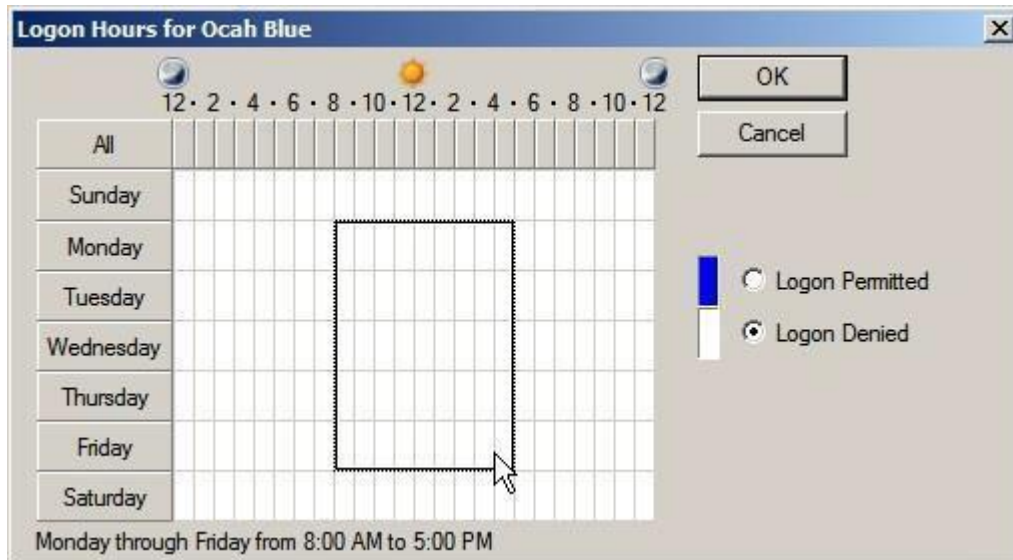 Logon Hours for Ocah Blue
OK
12 · 2 · 4 · 6 · 8 · 10 · 12 · 2 · 4 · 6 · 8 · 10 · 12
Cancel
All
Sunday
Monday
Tuesday
Wednesday
Thursday
Friday
Saturday
Logon Permitted
Logon Denied
Monday through Friday from 8:00 AM to 5:00 PM